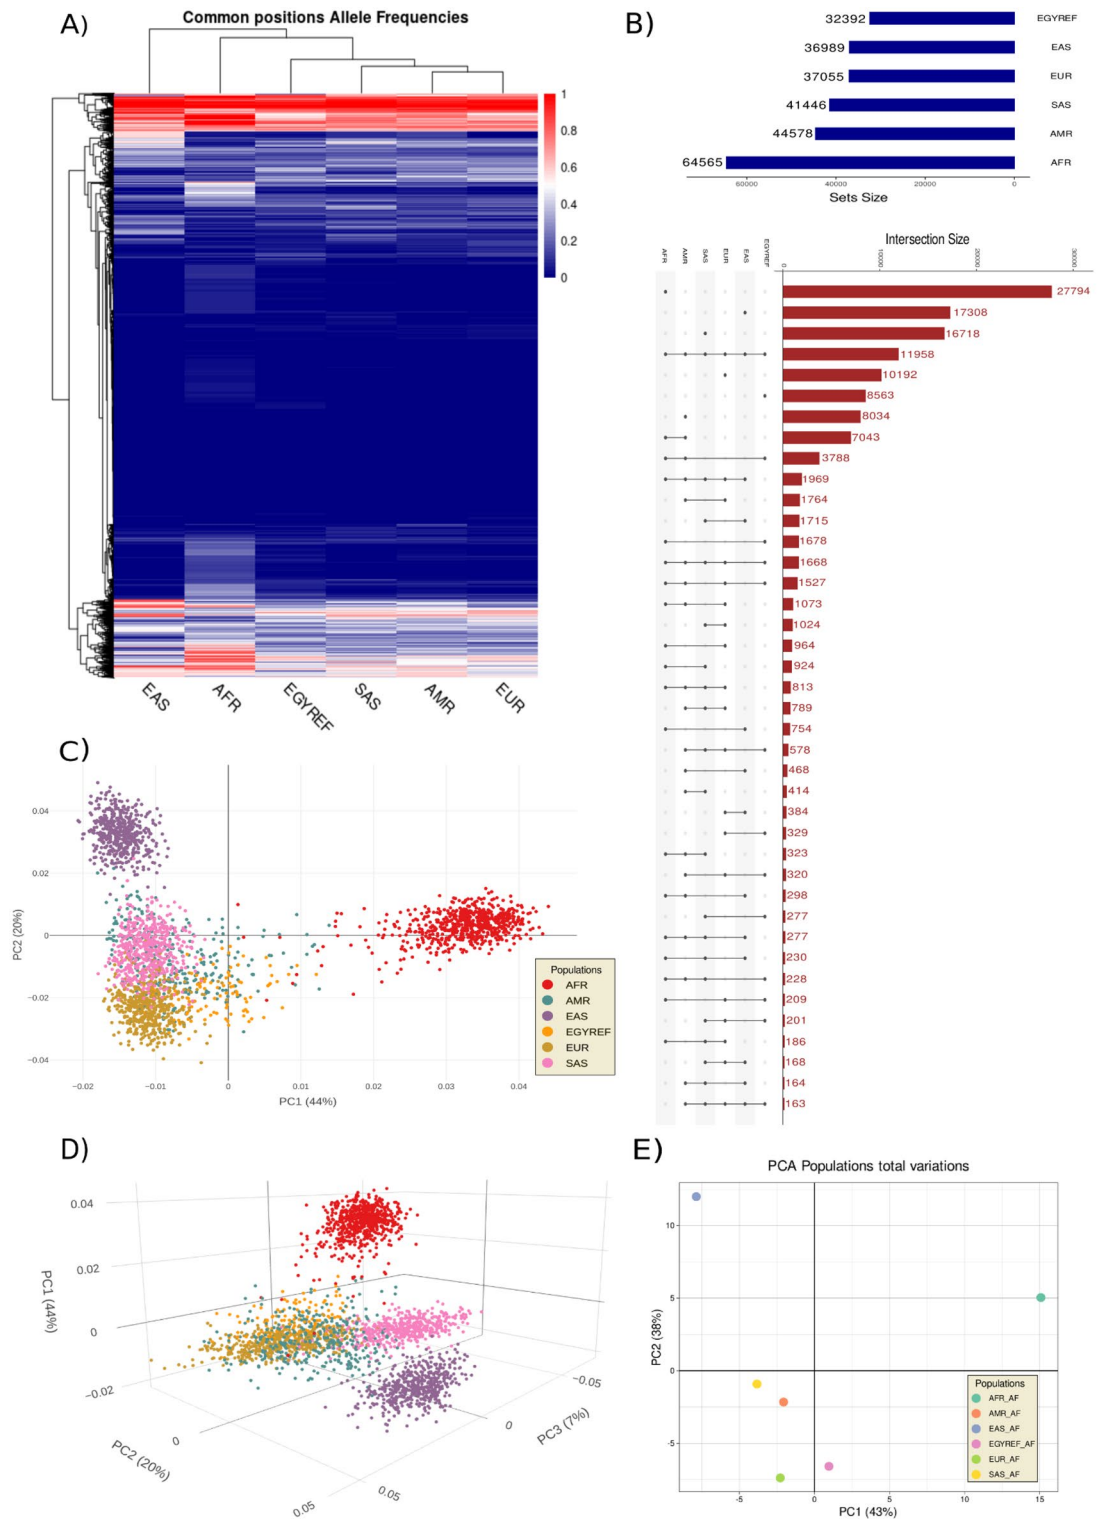 A)
Common positions Allele Frequencies
1
0.8
0.6
0.4
0.2
0
EAS
AFR
EGYREF
SAS
AMR
EUR
B)
32392 EGYREF
36989 EAS
37055 EUR
41446 SAS
44578 AMR
64565 AFR
60000 40000 20000 0
Sets Size
Intersection Size
AFR AMR SAS EUR EAS EGYREF 0 10000 20000 30000
27794
17308
16718
11958
10192
8563
8034
7043
3788
1969
1764
1715
1678
1668
1527
1073
1024
964
924
813
789
754
578
468
414
384
329
323
320
298
277
277
230
228
209
201
186
168
164
163
C)
0.04
0.02
0
−0.02
−0.04
PC2 (20%)
−0.02 −0.01 0 0.01 0.02 0.03 0.04
PC1 (44%)
Populations
AFR
AMR
EAS
EGYREF
EUR
SAS
D)
0.04
0.02
0
−0.02
PC1 (44%)
0
PC2 (20%)
0.05
0.05
0
−0.05
PC3 (7%)
E)
PCA Populations total variations
10
5
0
-5
PC2 (38%)
-5 0 5 10 15
PC1 (43%)
Populations
AFR_AF
AMR_AF
EAS_AF
EGYREF_AF
EUR_AF
SAS_AF